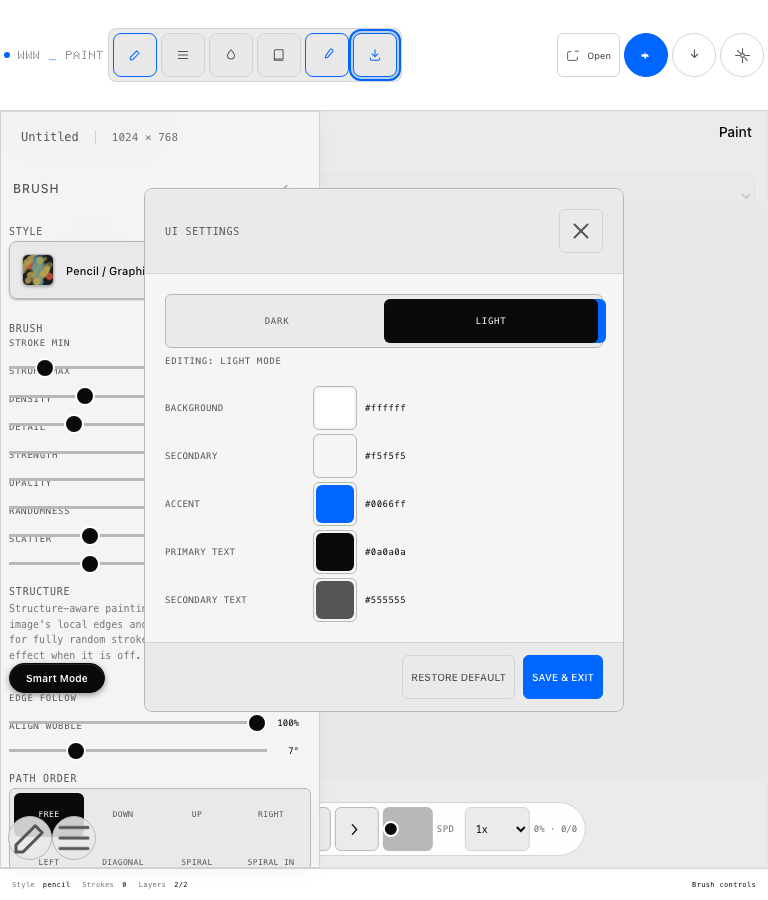 WWW _ PAINT
Open
Untitled
1024 × 768
Paint
BRUSH
UI SETTINGS
STYLE
Pencil / Graphi
DARK
LIGHT
EDITING: LIGHT MODE
BRUSH
STROKE MIN
STROKE MAX
DENSITY
DETAIL
STRENGTH
OPACITY
RANDOMNESS
SCATTER
BACKGROUND
#ffffff
SECONDARY
#f5f5f5
ACCENT
#0066ff
PRIMARY TEXT
#0a0a0a
SECONDARY TEXT
#555555
STRUCTURE
Structure-aware paintin
image's local edges and
for fully random stroke
effect when it is off.
Smart Mode
RESTORE DEFAULT
SAVE & EXIT
EDGE FOLLOW
100%
ANGLE WOBBLE
7°
PATH ORDER
FREE
DOWN
UP
RIGHT
LEFT
DIAGONAL
SPIRAL
SPIRAL IN
SPD
1x
0% · 0/0
Style pencil
Strokes 0
Layers 2/2
Brush controls